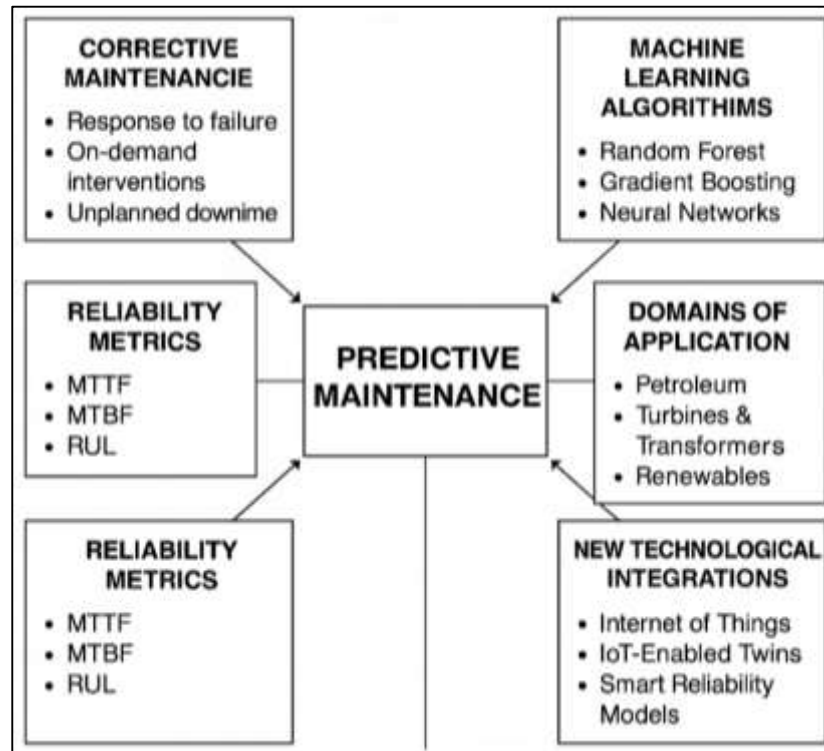 CORRECTIVE
MAINTENANCIE
• Response to failure
• On-demand
interventions
• Unplanned downime
MACHINE
LEARNING
ALGORITHIMS
• Random Forest
• Gradient Boosting
• Neural Networks
RELIABILITY
METRICS
• MTTF
• MTBF
• RUL
PREDICTIVE
MAINTENANCE
DOMAINS OF
APPLICATION
• Petroleum
• Turbines &
Transformers
• Renewables
RELIABILITY
METRICS
• MTTF
• MTBF
• RUL
NEW TECHNOLOGICAL
INTEGRATIONS
• Internet of Things
• IoT-Enabled Twins
• Smart Reliability
Models